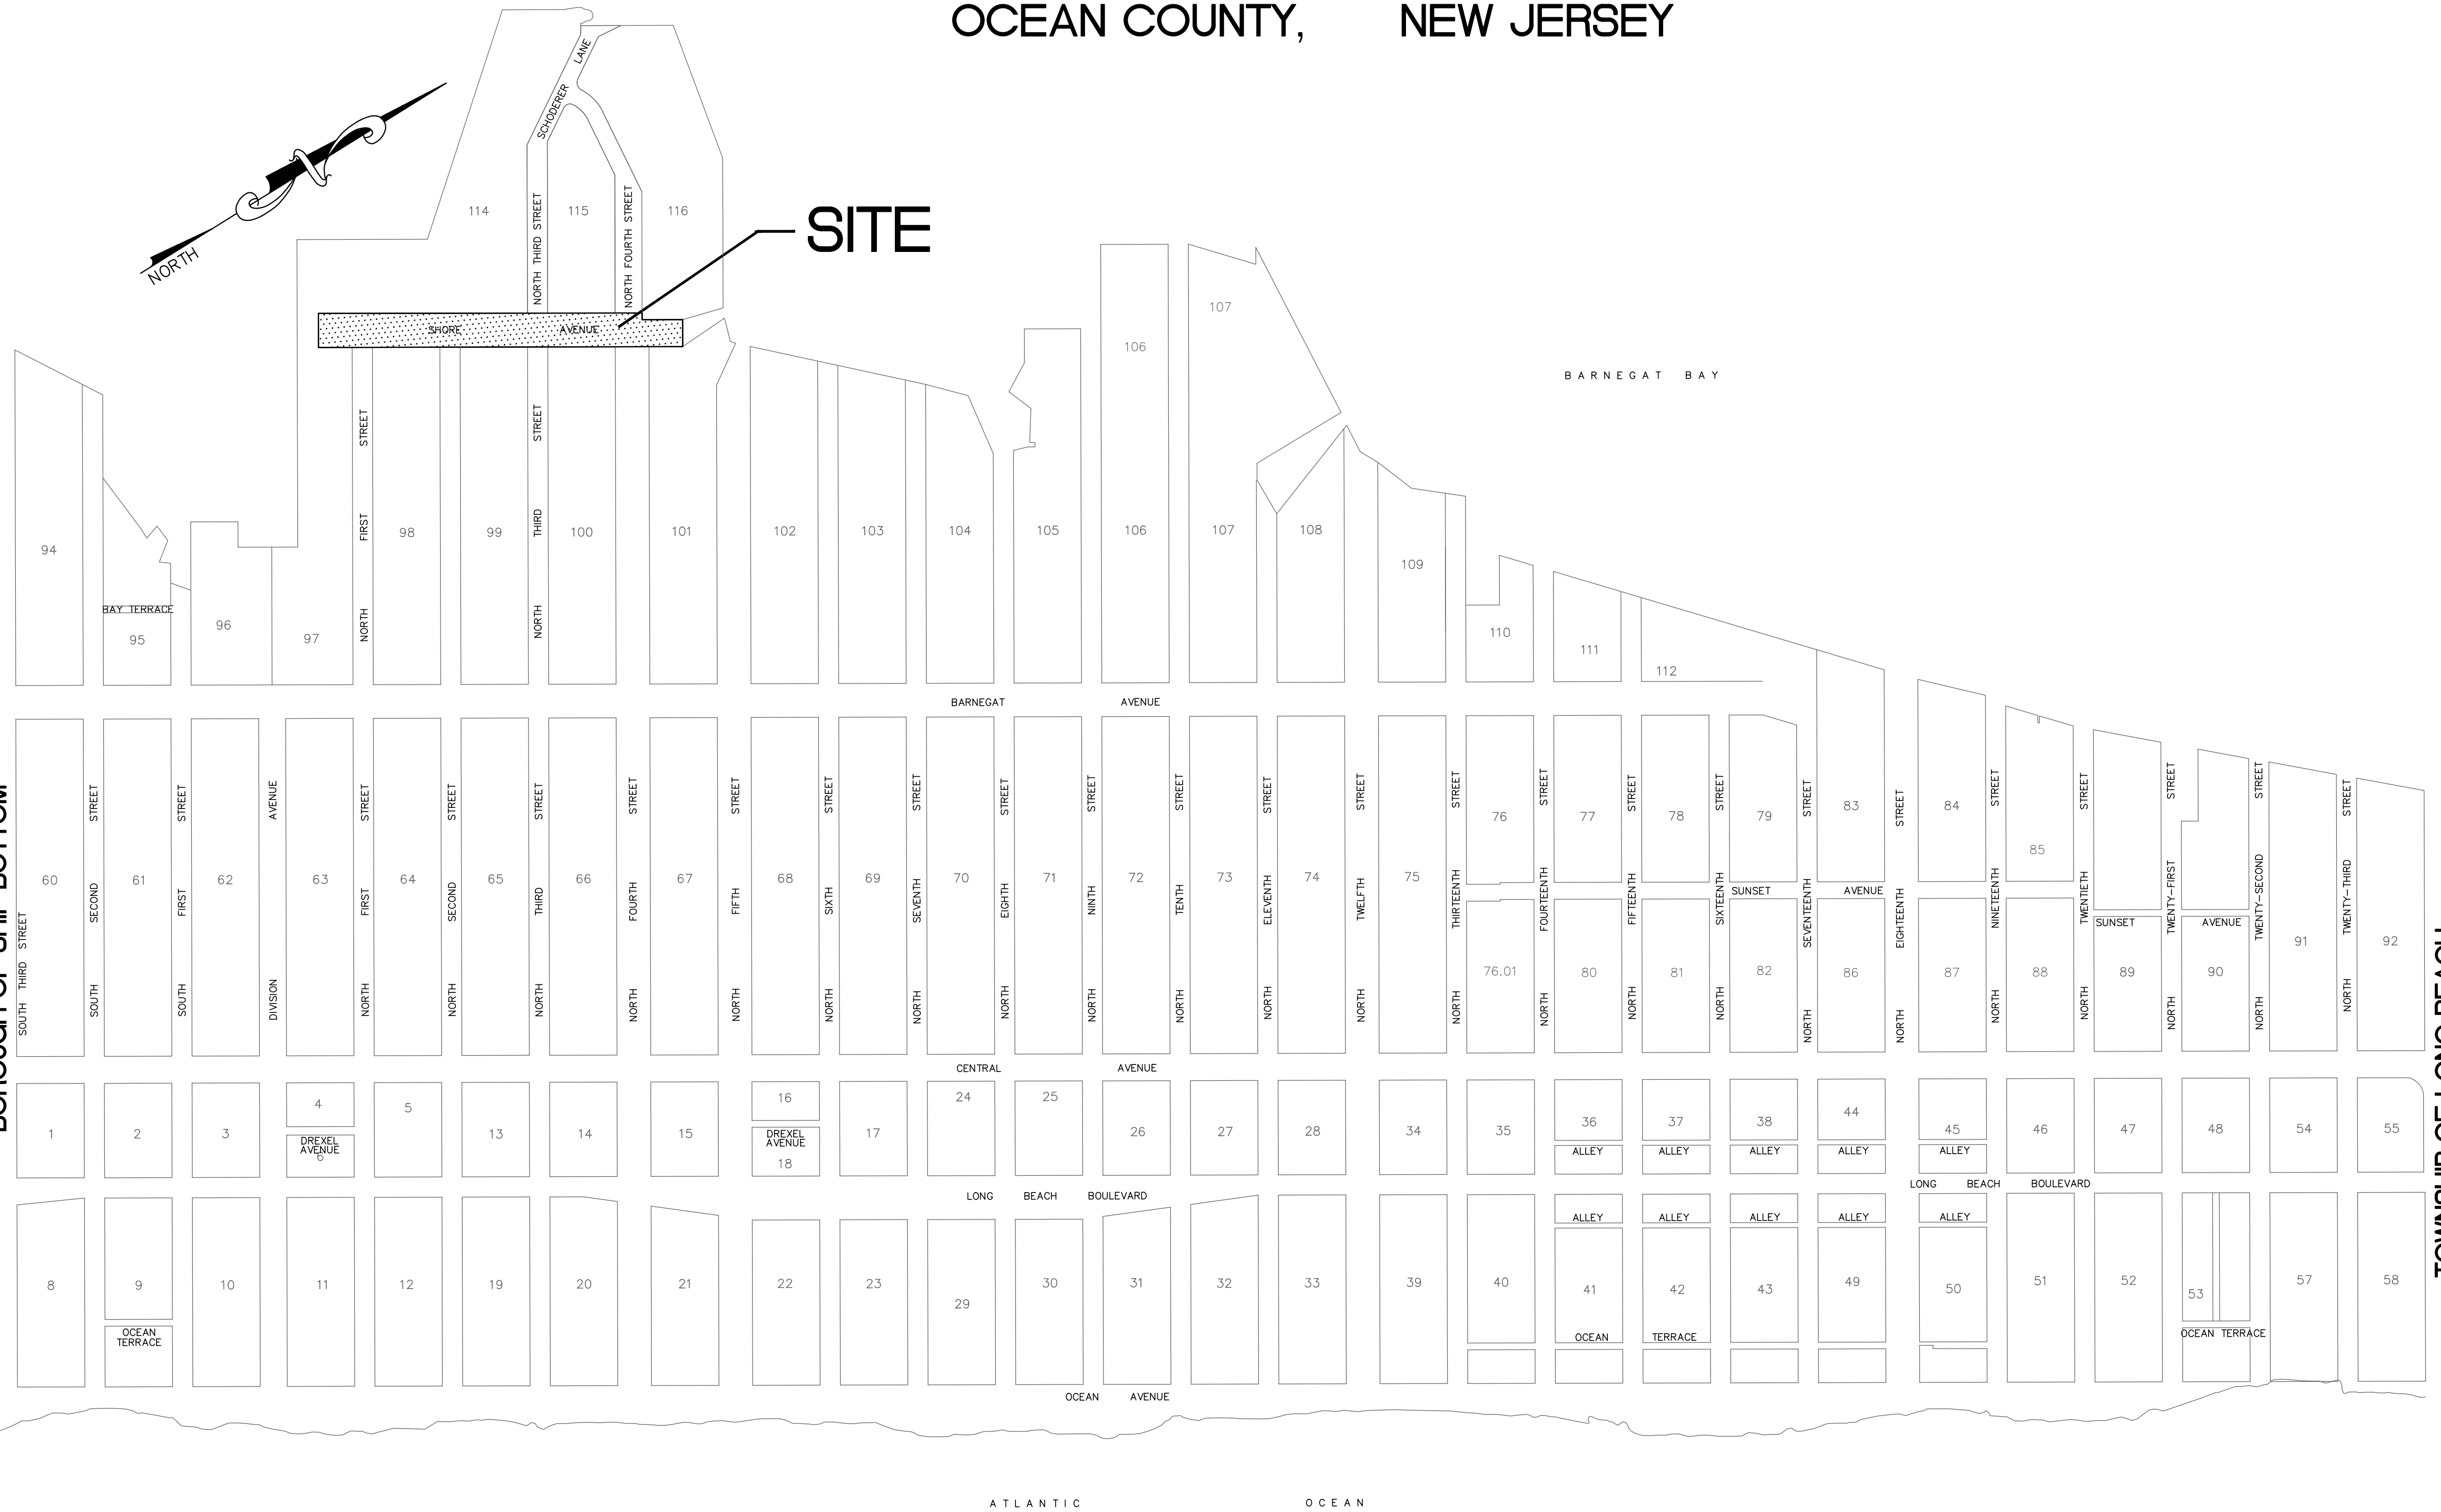 OCEAN COUNTY, NEW JERSEY
SCHODERER LANE
NORTH
SITE
114
NORTH THIRD STREET
115
NORTH FOURTH STREET
116
SHORE AVENUE
107
106
BARNEGAT BAY
94
BAY TERRACE
95
96
97
NORTH FIRST STREET
98
99
NORTH THIRD STREET
100
101
102
103
104
105
106
107
108
109
110
111
112
BARNEGAT AVENUE
SOUTH THIRD STREET
60
SOUTH SECOND STREET
61
SOUTH FIRST STREET
62
DIVISION AVENUE
63
NORTH FIRST STREET
64
NORTH SECOND STREET
65
NORTH THIRD STREET
66
NORTH FOURTH STREET
67
NORTH FIFTH STREET
68
NORTH SIXTH STREET
69
NORTH SEVENTH STREET
70
NORTH EIGHTH STREET
71
NORTH NINTH STREET
72
NORTH TENTH STREET
73
NORTH ELEVENTH STREET
74
NORTH TWELFTH STREET
75
NORTH THIRTEENTH STREET
76
76.01
NORTH FOURTEENTH STREET
77
80
NORTH FIFTEENTH STREET
78
81
NORTH SIXTEENTH STREET
79
SUNSET AVENUE
82
NORTH SEVENTEENTH STREET
83
86
NORTH EIGHTEENTH STREET
84
87
NORTH NINETEENTH STREET
85
88
NORTH TWENTIETH STREET
SUNSET AVENUE
89
NORTH TWENTY-FIRST STREET
90
NORTH TWENTY-SECOND STREET
91
NORTH TWENTY-THIRD STREET
92
CENTRAL AVENUE
1
2
3
4
DREXEL
AVENUE
6
5
13
14
15
16
DREXEL
AVENUE
18
17
24
25
26
27
28
34
35
36
ALLEY
37
ALLEY
38
ALLEY
44
ALLEY
45
ALLEY
46
47
48
54
55
LONG BEACH BOULEVARD
LONG BEACH BOULEVARD
ALLEY
ALLEY
ALLEY
ALLEY
ALLEY
8
9
10
11
12
19
20
21
22
23
29
30
31
32
33
39
40
41
42
43
49
50
51
52
53
57
58
OCEAN
TERRACE
OCEAN TERRACE
OCEAN TERRACE
OCEAN AVENUE
ATLANTIC OCEAN